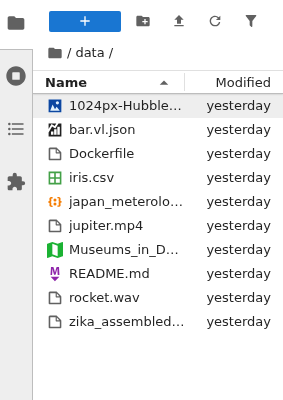 / data /
Name Modified
1024px-Hubble... yesterday
bar.vl.json yesterday
Dockerfile yesterday
iris.csv yesterday
japan_meterolo... yesterday
jupiter.mp4 yesterday
Museums_in_D... yesterday
README.md yesterday
rocket.wav yesterday
zika_assembled... yesterday